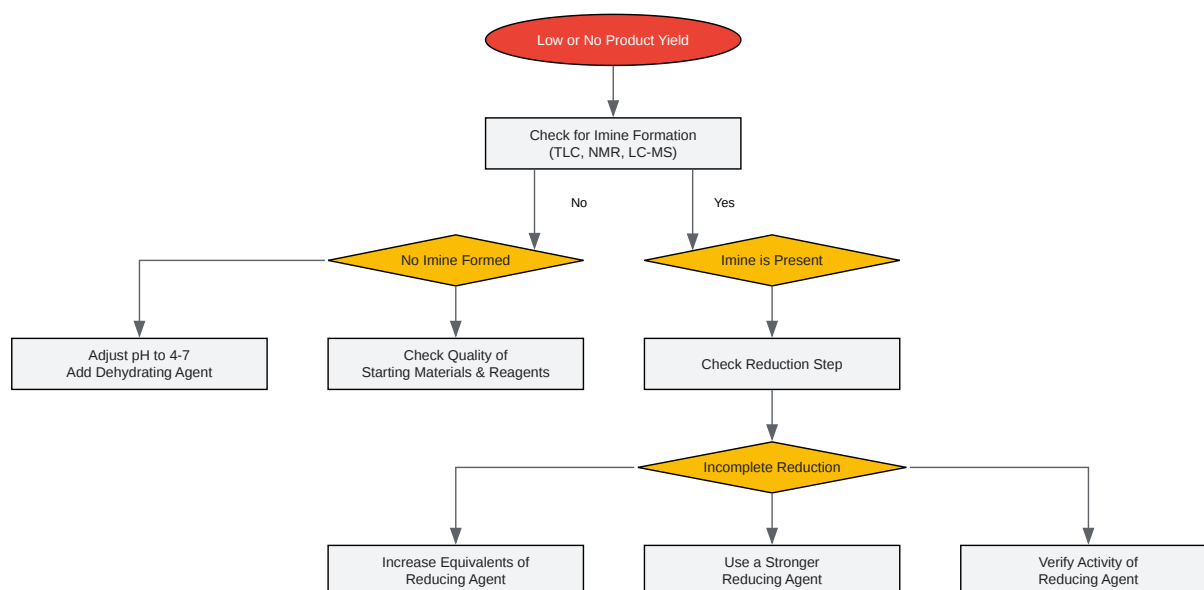 Low or No Product Yield
Check for Imine Formation
(TLC, NMR, LC-MS)
No
Yes
No Imine Formed
Imine is Present
Adjust pH to 4-7
Add Dehydrating Agent
Check Quality of
Starting Materials & Reagents
Check Reduction Step
Incomplete Reduction
Increase Equivalents of
Reducing Agent
Use a Stronger
Reducing Agent
Verify Activity of
Reducing Agent